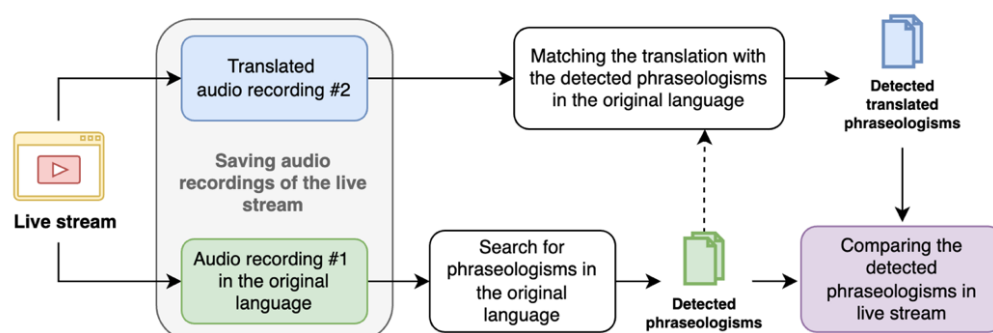 Translated
audio recording #2
Matching the translation with
the detected phraseologisms
in the original language
Detected
translated
phraseologisms
Saving audio
recordings of the live
stream
Live stream
Audio recording #1
in the original
language
Search for
phraseologisms in
the original
language
Detected
phraseologisms
Comparing the
detected
phraseologisms in
live stream